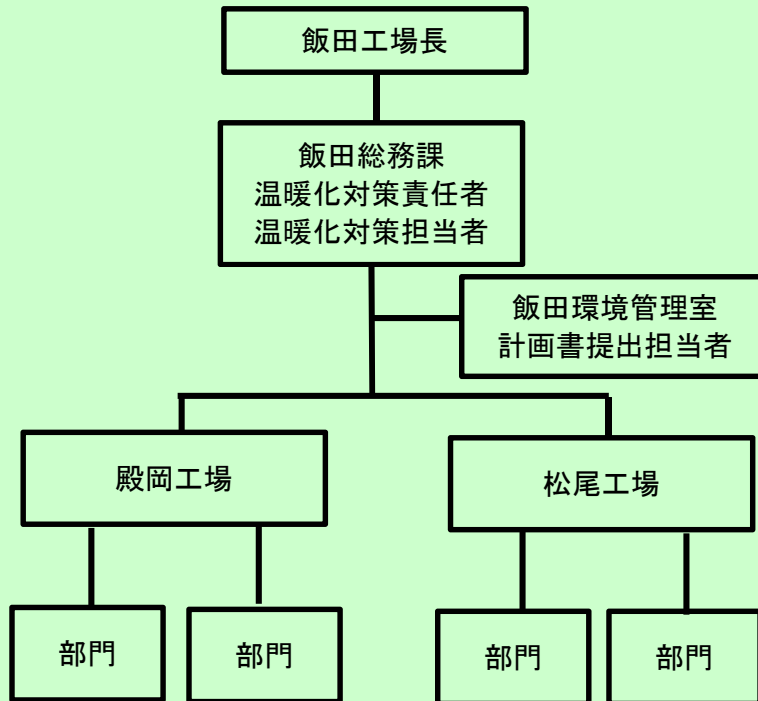 飯田工場長
飯田総務課
温暖化対策責任者
温暖化対策担当者
飯田環境管理室
計画書提出担当者
殿岡工場
松尾工場
部門
部門
部門
部門